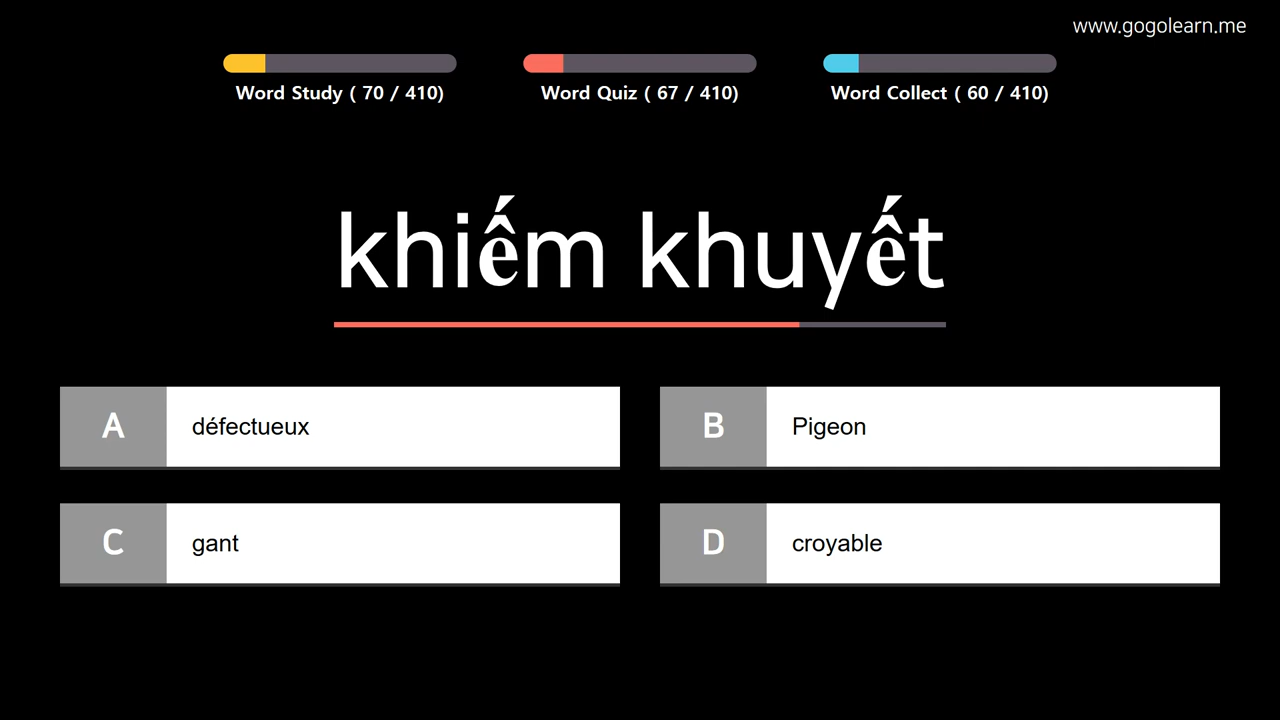 www.gogolearn.me
Word Study ( 70 / 410)
Word Quiz ( 67 / 410)
Word Collect ( 60 / 410)
khiếm khuyết
A défectueux
B Pigeon
C gant
D croyable